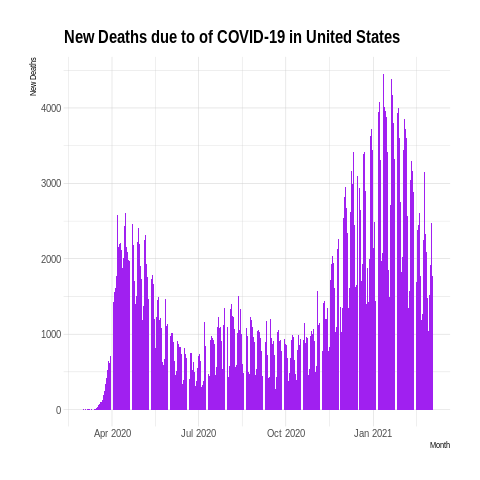 New Deaths due to of COVID-19 in United States
New Deaths
4000
3000
2000
1000
0
Apr 2020
Jul 2020
Oct 2020
Jan 2021
Month